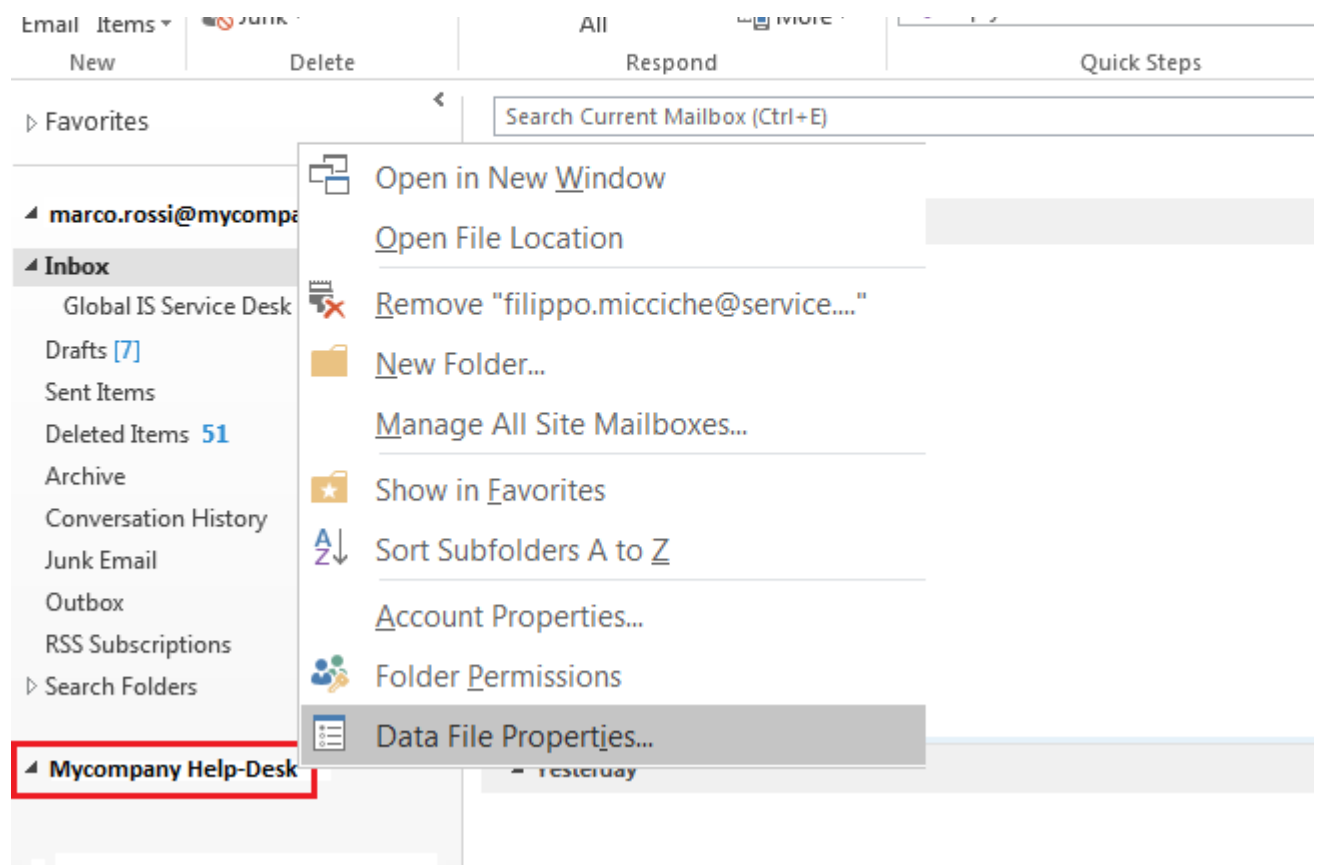 Email Items
Junk
All
More
New
Delete
Respond
Quick Steps
Favorites
Search Current Mailbox (Ctrl+E)
marco.rossi@mycompa
Inbox
Global IS Service Desk
Drafts [7]
Sent Items
Deleted Items 51
Archive
Conversation History
Junk Email
Outbox
RSS Subscriptions
Search Folders
Mycompany Help-Desk
Open in New Window
Open File Location
Remove "filippo.micciche@service...."
New Folder...
Manage All Site Mailboxes...
Show in Favorites
Sort Subfolders A to Z
Account Properties...
Folder Permissions
Data File Properties...
Yesterday